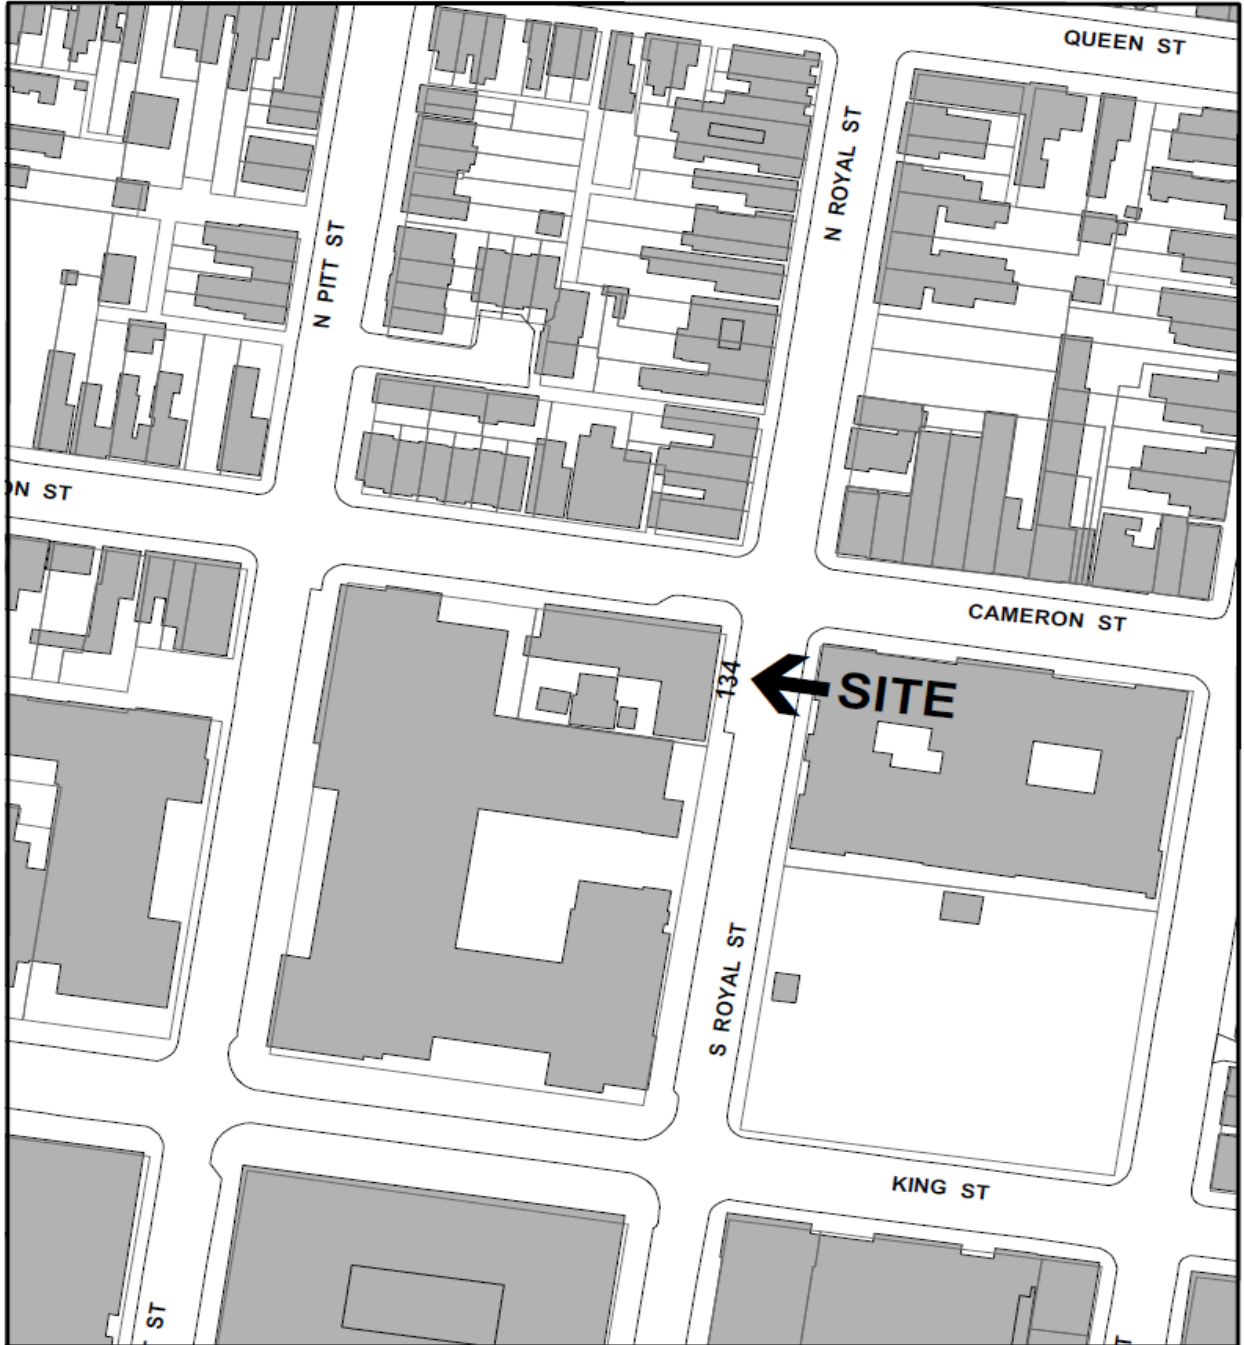 QUEEN ST
N ROYAL ST
N PITT ST
ON ST
CAMERON ST
134
SITE
S ROYAL ST
KING ST
ST